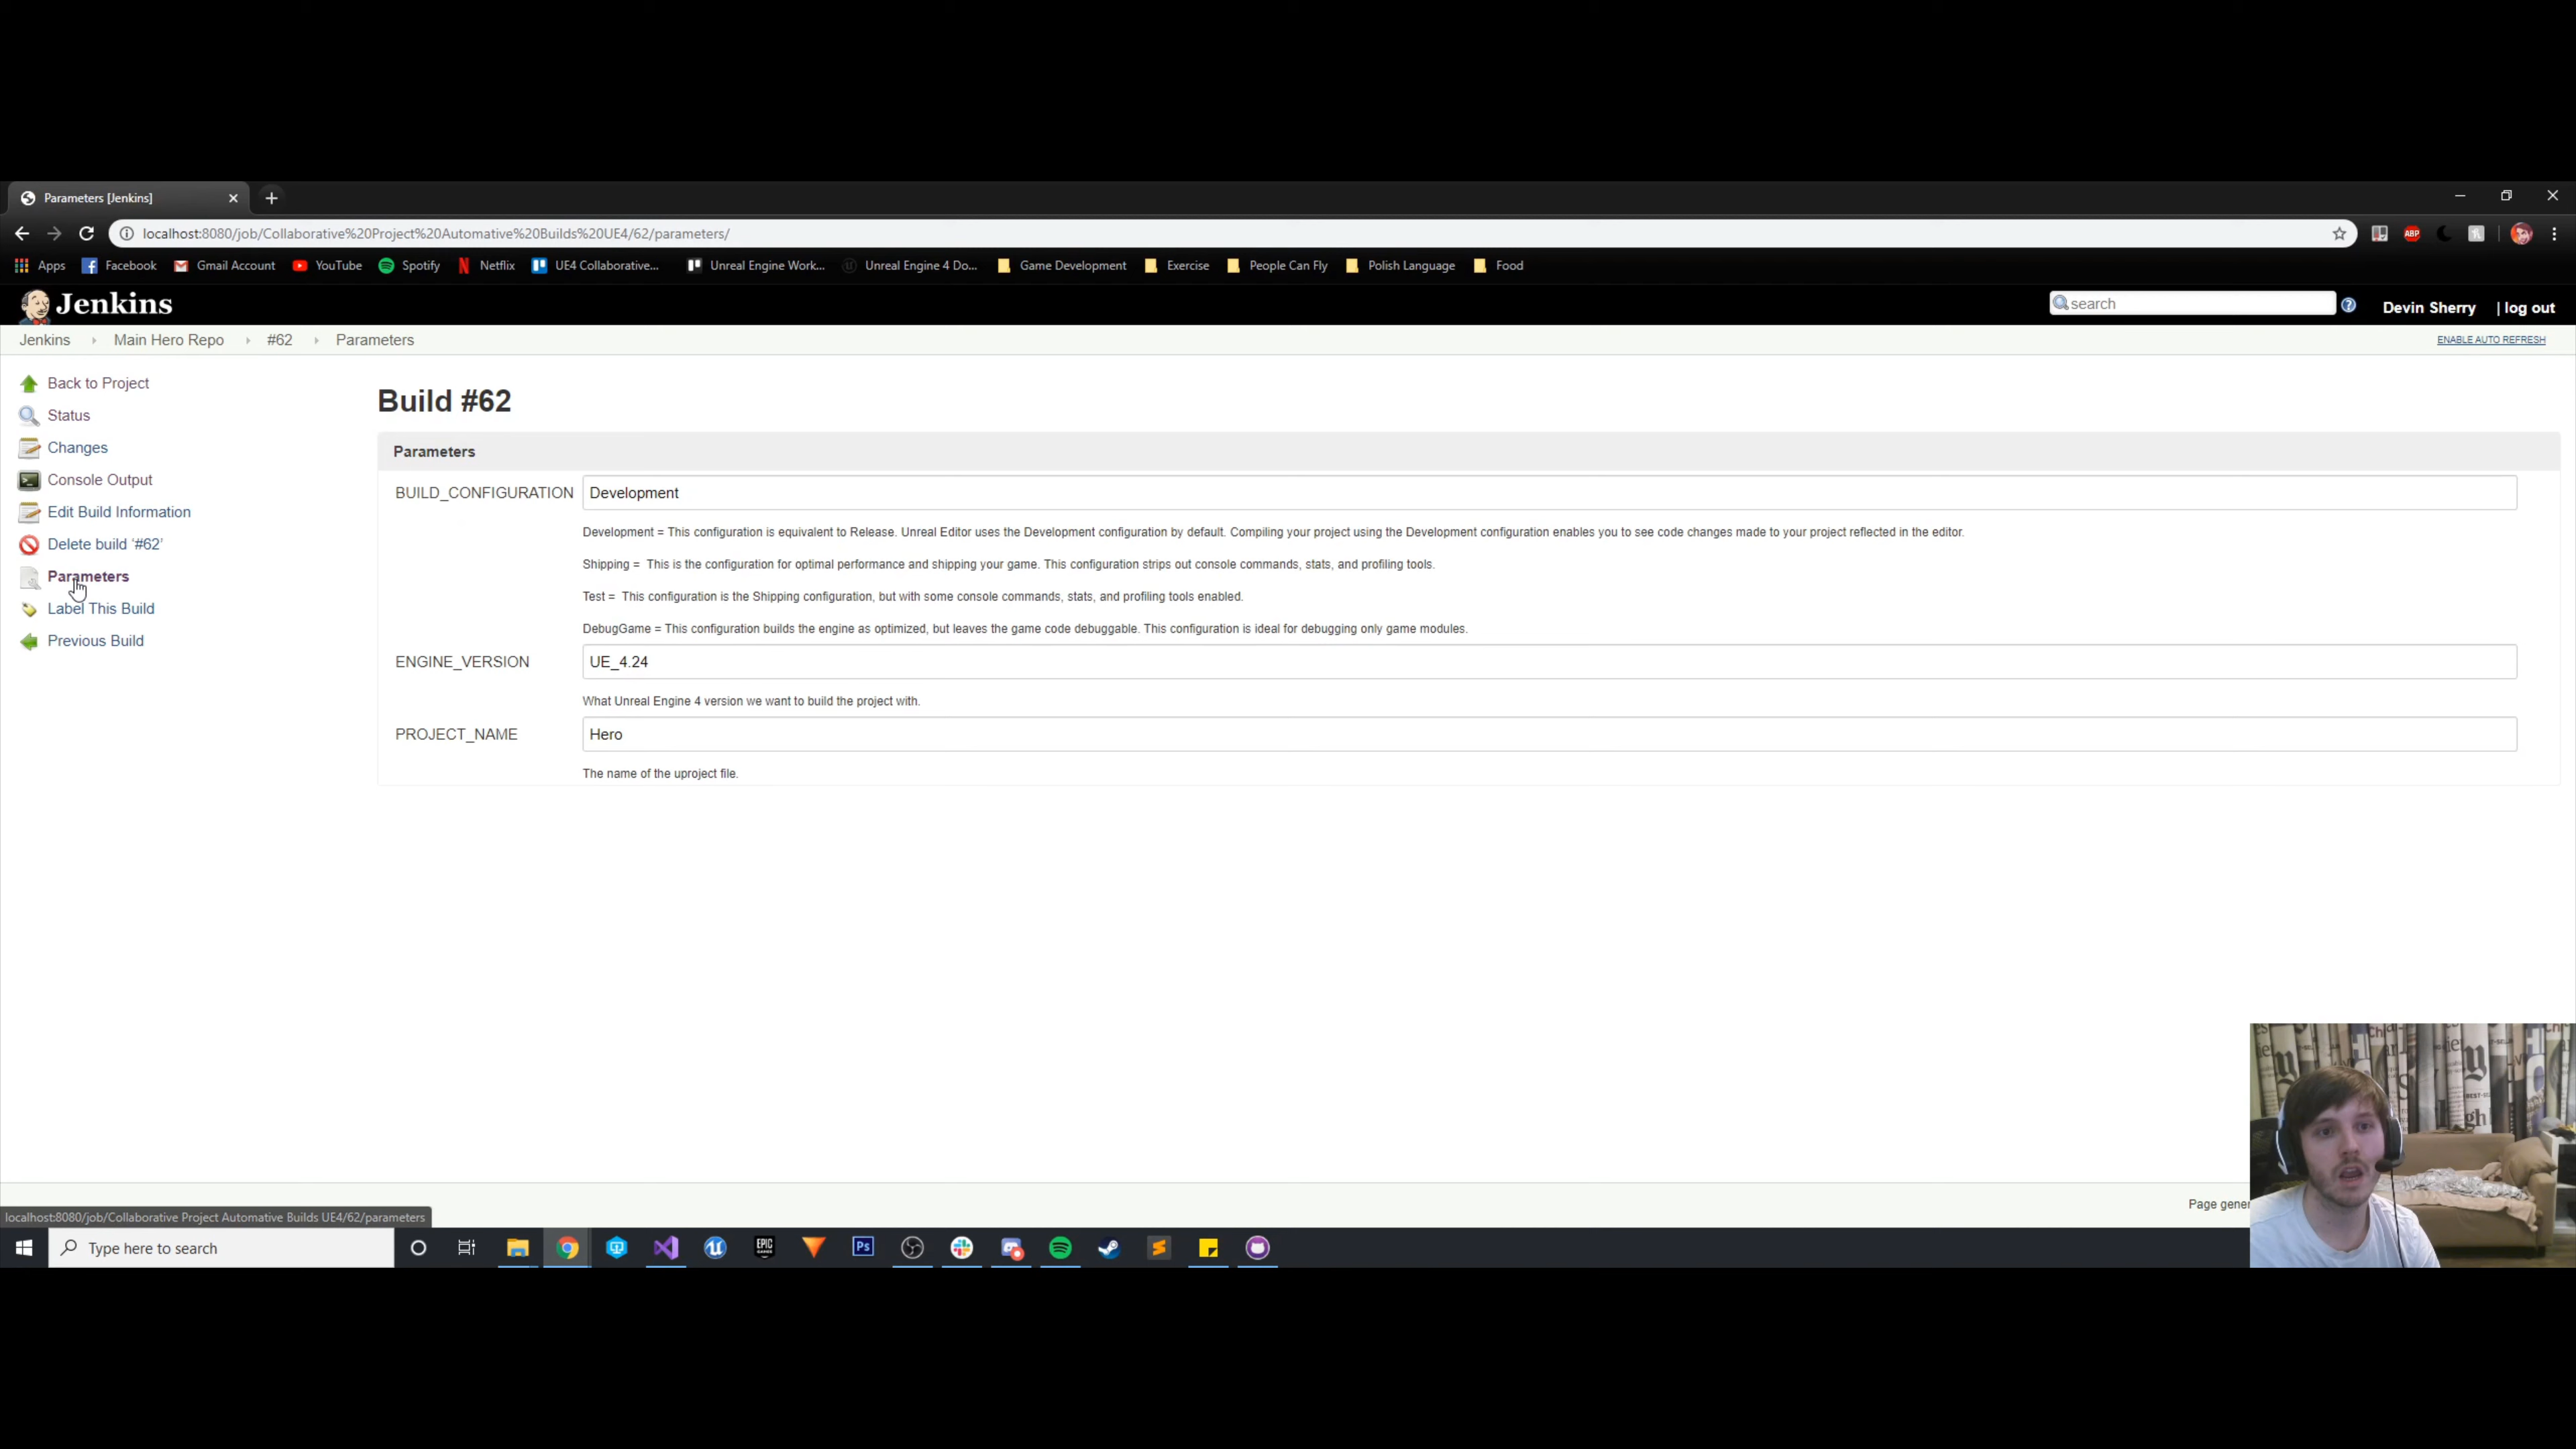 Parameters [Jenkins]
localhost:8080/job/Collaborative%20Project%20Automative%20Builds%20UE4/62/parameters/
ABP
Apps Facebook Gmail Account YouTube Spotify Netflix UE4 Collaborative... Unreal Engine Work... Unreal Engine 4 Do... Game Development Exercise People Can Fly Polish Language Food
Jenkins
search
Devin Sherry | log out
Jenkins Main Hero Repo #62 Parameters
ENABLE AUTO REFRESH
Back to Project
Status
Changes
Console Output
Edit Build Information
Delete build '#62'
Parameters
Label This Build
Previous Build
Build #62
Parameters
BUILD_CONFIGURATION Development
Development = This configuration is equivalent to Release. Unreal Editor uses the Development configuration by default. Compiling your project using the Development configuration enables you to see code changes made to your project reflected in the editor.
Shipping = This is the configuration for optimal performance and shipping your game. This configuration strips out console commands, stats, and profiling tools.
Test = This configuration is the Shipping configuration, but with some console commands, stats, and profiling tools enabled.
DebugGame = This configuration builds the engine as optimized, but leaves the game code debuggable. This configuration is ideal for debugging only game modules.
ENGINE_VERSION UE_4.24
What Unreal Engine 4 version we want to build the project with.
PROJECT_NAME Hero
The name of the uproject file.
Page gener
localhost:8080/job/Collaborative Project Automative Builds UE4/62/parameters
Type here to search
EPIC GAMES
Ps